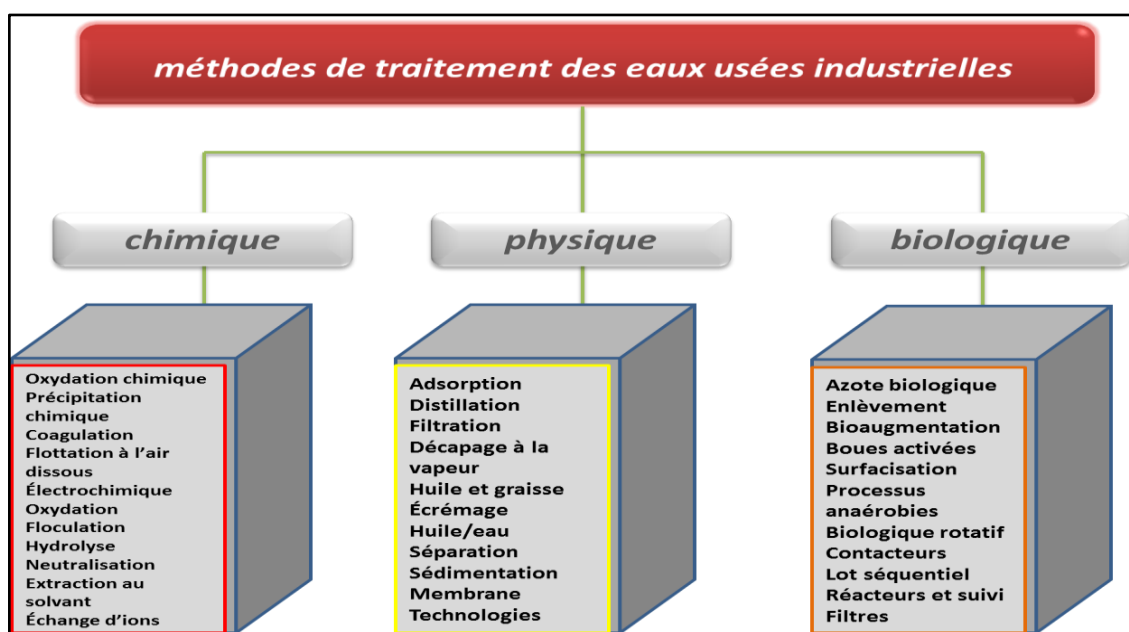 méthodes de traitement des eaux usées industrielles
chimique
physique
biologique
Oxydation chimique
Précipitation
chimique
Coagulation
Flottation à l'air
dissous
Électrochimique
Oxydation
Floculation
Hydrolyse
Neutralisation
Extraction au
solvant
Échange d'ions
Adsorption
Distillation
Filtration
Décapage à la
vapeur
Huile et graisse
Écrémage
Huile/eau
Séparation
Sédimentation
Membrane
Technologies
Azote biologique
Enlèvement
Bioaugmentation
Boues activées
Surfacisation
Processus
anaérobies
Biologique rotatif
Contacteurs
Lot séquentiel
Réacteurs et suivi
Filtres